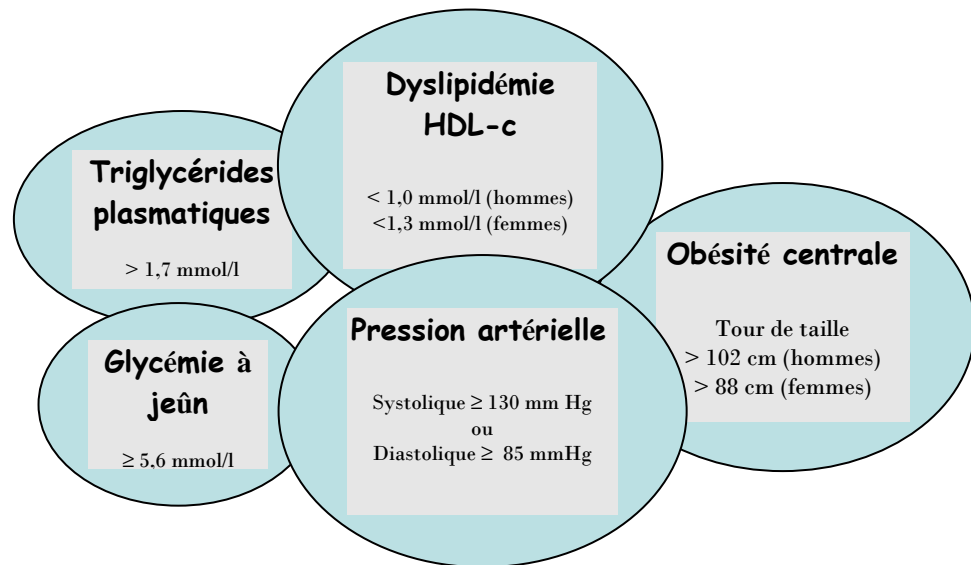 Dyslipidémie
HDL-c
< 1,0 mmol/l (hommes)
<1,3 mmol/l (femmes)
Triglycérides
plasmatiques
> 1,7 mmol/l
Obésité centrale
Tour de taille
> 102 cm (hommes)
> 88 cm (femmes)
Pression artérielle
Systolique ≥ 130 mm Hg
ou
Diastolique ≥ 85 mmHg
Glycémie à
jeûn
≥ 5,6 mmol/l